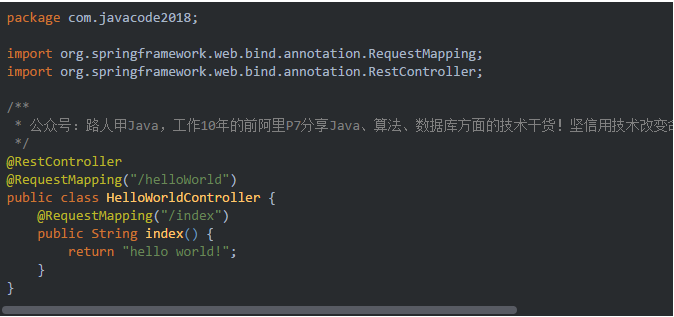 package com.javacode2018;
import org.springframework.web.bind.annotation.RequestMapping;
import org.springframework.web.bind.annotation.RestController;
/**
* 公众号：路人甲Java，工作10年的前阿里P7分享Java、算法、数据库方面的技术干货！坚信用技术改变
*/
@RestController
@RequestMapping("/helloWorld")
public class HelloWorldController {
@RequestMapping("/index")
public String index() {
return "hello world!";
}
}